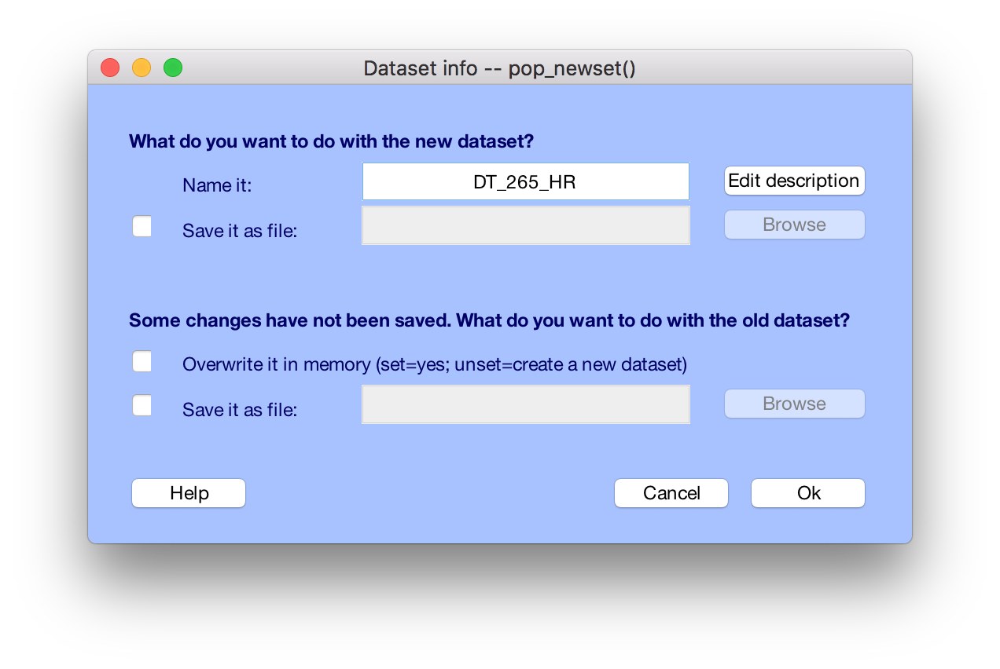 Dataset info -- pop_newset()
What do you want to do with the new dataset?
Name it: DT_265_HR Edit description
Save it as file: Browse
Some changes have not been saved. What do you want to do with the old dataset?
Overwrite it in memory (set=yes; unset=create a new dataset)
Save it as file: Browse
Help Cancel Ok